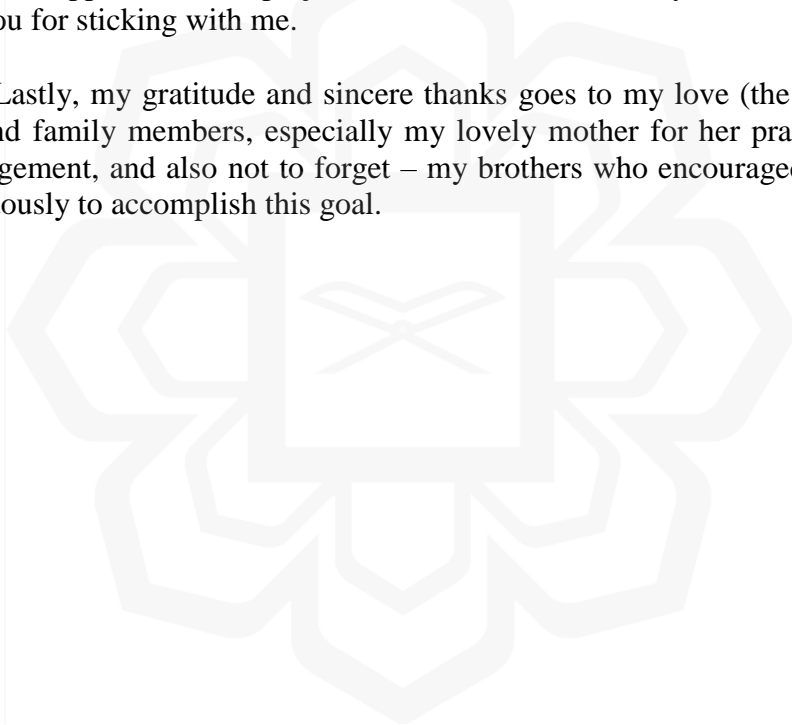 ou for sticking with me.
Lastly, my gratitude and sincere thanks goes to my love (the
nd family members, especially my lovely mother for her pra
gement, and also not to forget – my brothers who encouraged
ously to accomplish this goal.